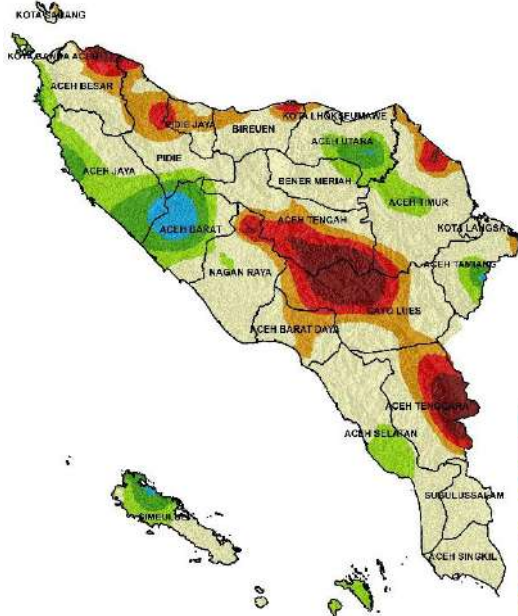 KOTA SABANG
KOTA BANDA ACEH
ACEH BESAR
PIDIE JAYA
KOTA LHOKSEUMAWE
BIREUEN
ACEH UTARA
PIDIE
ACEH JAYA
BENER MERIAH
ACEH TIMUR
ACEH TENGAH
KOTA LANGSA
ACEH BARAT
ACEH TAMIANG
NAGAN RAYA
GAYO LUES
ACEH BARAT DAYA
ACEH TENGGARA
ACEH SELATAN
SUBULUSSALAM
SIMEULUE
ACEH SINGKIL